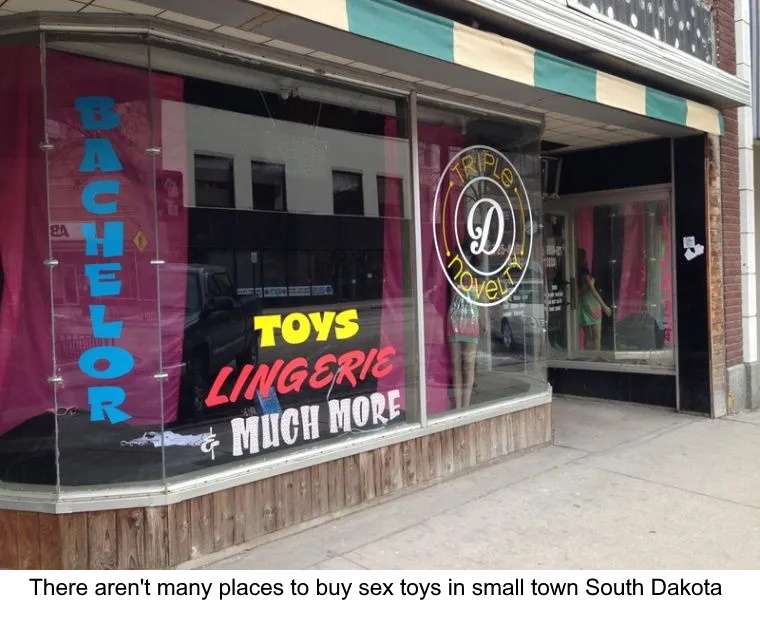 BACHELOR
TOYS
LINGERIE
& MUCH MORE
TRIPLE
D
NOVELTY
There aren't many places to buy sex toys in small town South Dakota